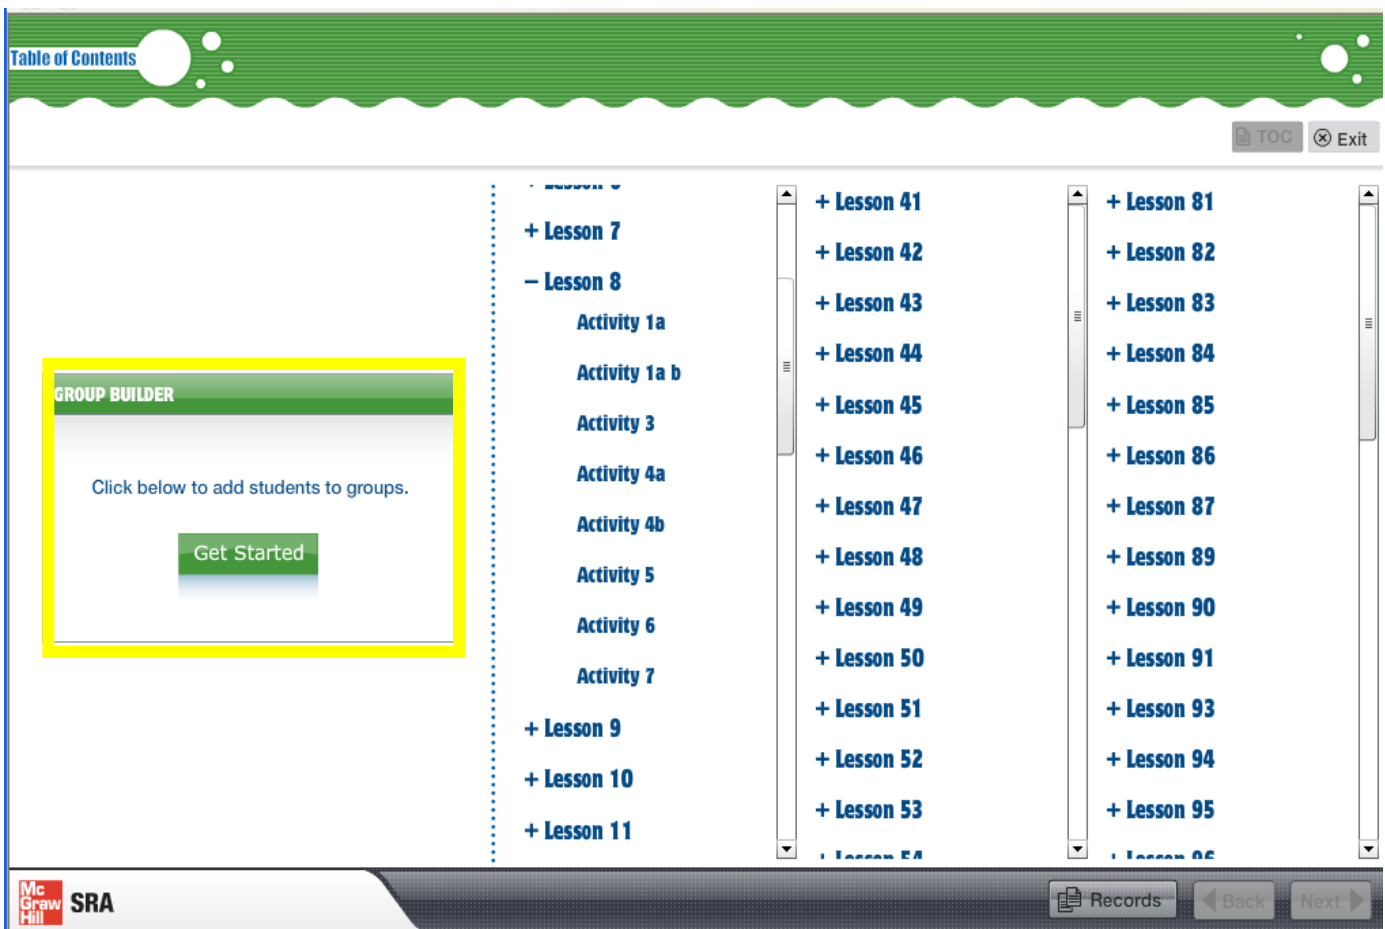 Table of Contents
TOC
Exit
GROUP BUILDER
Click below to add students to groups.
Get Started
+ Lesson 7
– Lesson 8
Activity 1a
Activity 1a b
Activity 3
Activity 4a
Activity 4b
Activity 5
Activity 6
Activity 7
+ Lesson 9
+ Lesson 10
+ Lesson 11
+ Lesson 41
+ Lesson 42
+ Lesson 43
+ Lesson 44
+ Lesson 45
+ Lesson 46
+ Lesson 47
+ Lesson 48
+ Lesson 49
+ Lesson 50
+ Lesson 51
+ Lesson 52
+ Lesson 53
+ Lesson 81
+ Lesson 82
+ Lesson 83
+ Lesson 84
+ Lesson 85
+ Lesson 86
+ Lesson 87
+ Lesson 89
+ Lesson 90
+ Lesson 91
+ Lesson 93
+ Lesson 94
+ Lesson 95
Mc
Graw
Hill
SRA
Records
Back
Next